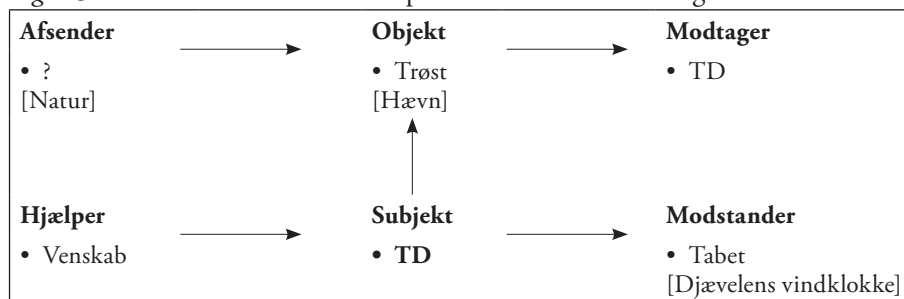 Afsender Objekt Modtager
• ? • Trøst • TD
[Natur] [Hævn]
Hjælper Subjekt Modstander
• Venskab • TD • Tabet
[Djævelens vindklokke]